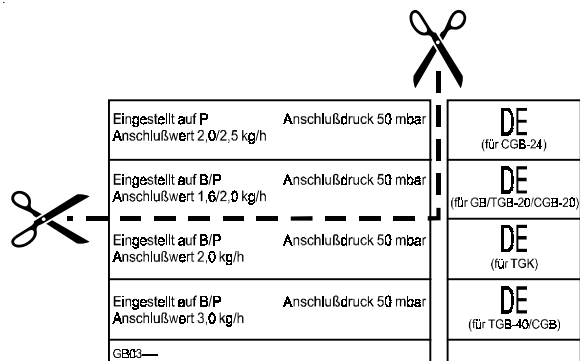 Eingestellt auf P Anschlußdruck 50 mbar
Anschlußwert 2,0/2,5 kg/h
DE
(für CGB-24)
Eingestellt auf B/P Anschlußdruck 50 mbar
Anschlußwert 1,6/2,0 kg/h
DE
(für GB/TGB-20/CGB-20)
Eingestellt auf B/P Anschlußdruck 50 mbar
Anschlußwert 2,0 kg/h
DE
(für TGK)
Eingestellt auf B/P Anschlußdruck 50 mbar
Anschlußwert 3,0 kg/h
DE
(für TGB-40/CGB)
GB03—